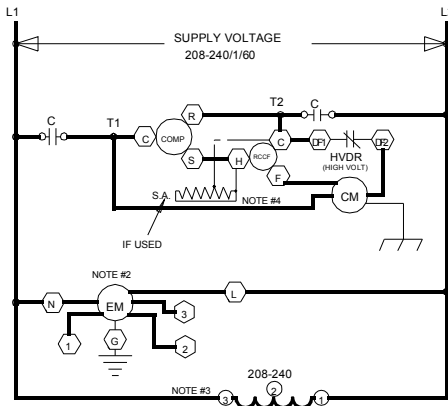 L1
L
SUPPLY VOLTAGE
208-240/1/60
C
T1
C
COMP
R
S
T2
C
C
DF1
DF2
HVDR
(HIGH VOLT)
H
RCCF
F
CM
S.A.
NOTE #4
IF USED
NOTE #2
N
EM
L
3
1
G
2
NOTE #3
208-240
3
2
1